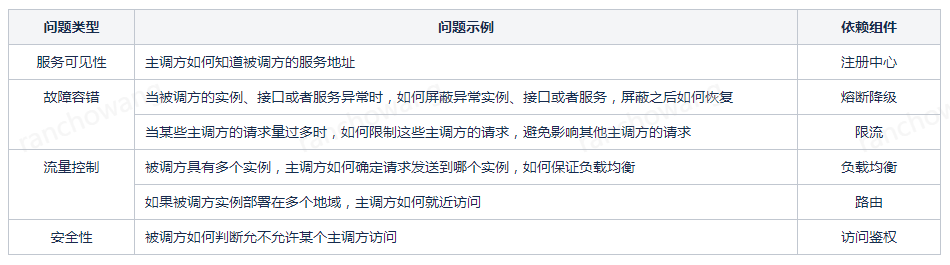 问题类型 问题示例 依赖组件
服务可见性 主调方如何知道被调方的服务地址 注册中心
故障容错 当被调方的实例、接口或者服务异常时，如何屏蔽异常实例、接口或者服务，屏蔽之后如何恢复 熔断降级
当某些主调方的请求量过多时，如何限制这些主调方的请求，避免影响其他主调方的请求 限流
流量控制 被调方具有多个实例，主调方如何确定请求发送到哪个实例，如何保证负载均衡 负载均衡
如果被调方实例部署在多个地域，主调方如何就近访问 路由
安全性 被调方如何判断允不允许某个主调方访问 访问鉴权